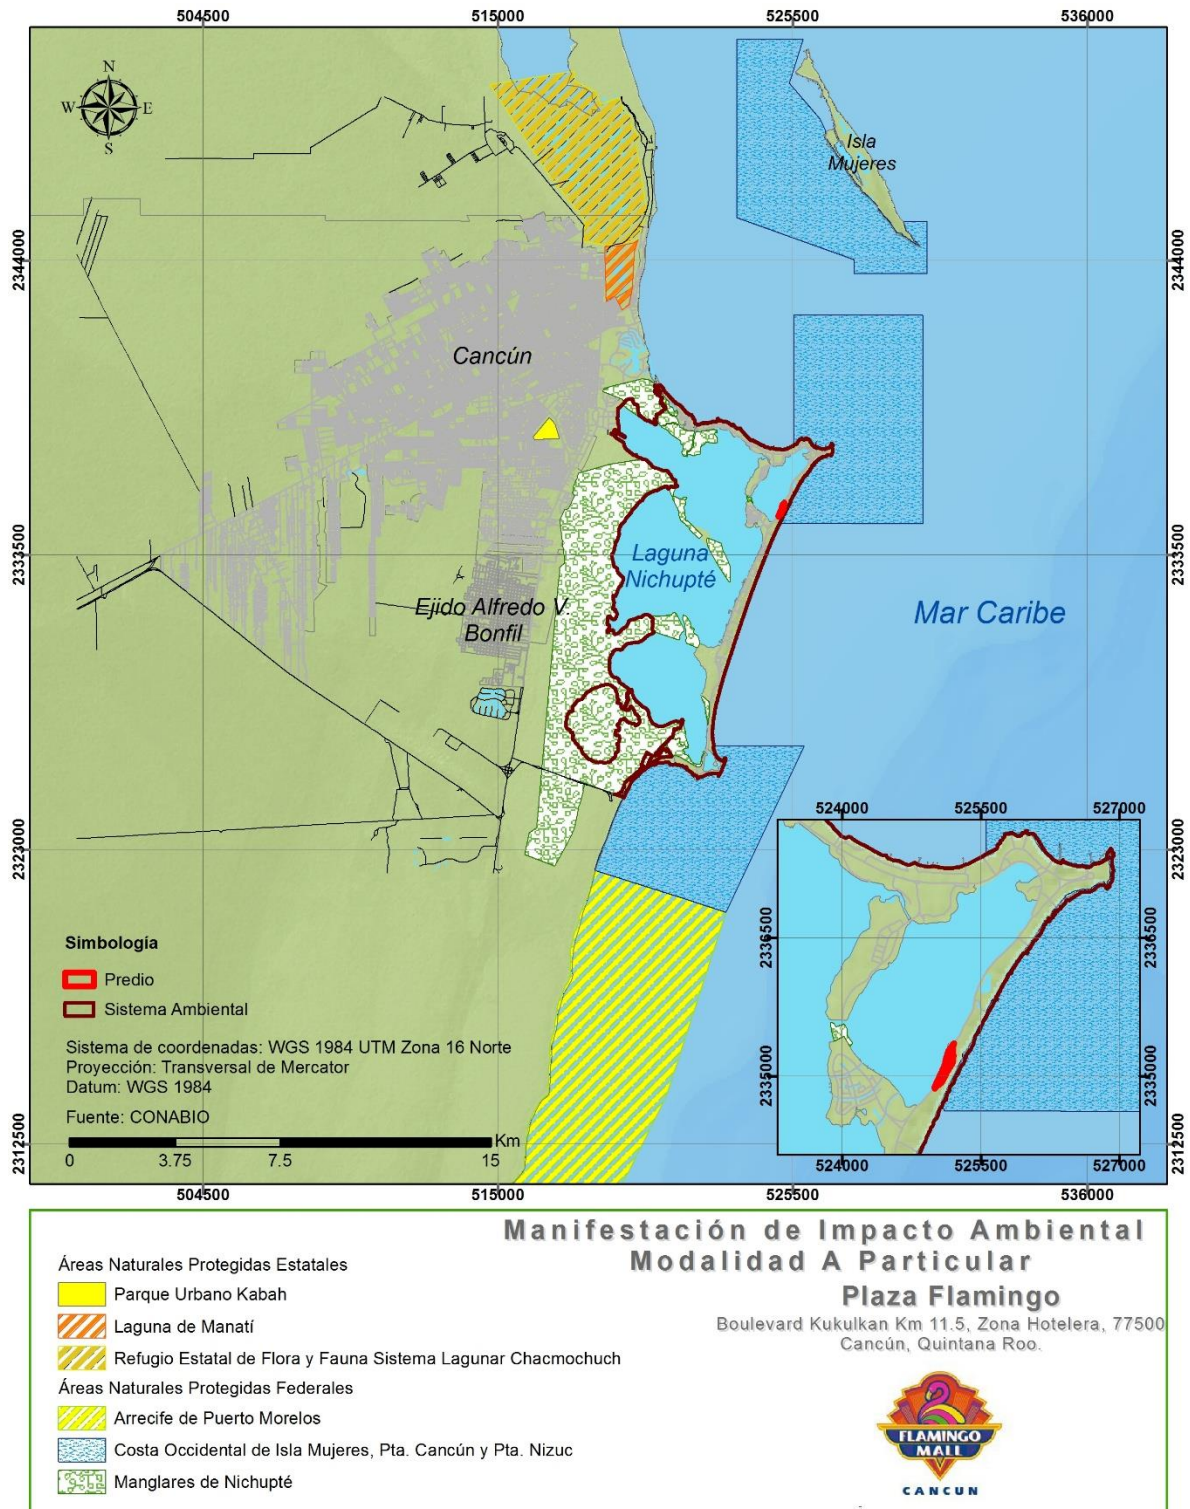 504500
515000
525500
536000
N
W
E
S
Isla
Mujeres
2344000
2344000
Cancún
2333500
2333500
Laguna
Nichupté
Ejido Alfredo V.
Bonfil
Mar Caribe
2323000
2323000
524000
525500
527000
2336500
2336500
2335000
2335000
524000
525500
527000
Simbología
Predio
Sistema Ambiental
Sistema de coordenadas: WGS 1984 UTM Zona 16 Norte
Proyección: Transversal de Mercator
Datum: WGS 1984
Fuente: CONABIO
Km
0
3.75
7.5
15
2312500
2312500
504500
515000
525500
536000
Manifestación de Impacto Ambiental
Modalidad A Particular
Plaza Flamingo
Boulevard Kukulkan Km 11.5, Zona Hotelera, 77500
Cancún, Quintana Roo.
Áreas Naturales Protegidas Estatales
Parque Urbano Kabah
Laguna de Manatí
Refugio Estatal de Flora y Fauna Sistema Lagunar Chacmochuch
Áreas Naturales Protegidas Federales
Arrecife de Puerto Morelos
Costa Occidental de Isla Mujeres, Pta. Cancún y Pta. Nizuc
Manglares de Nichupté
FLAMINGO
MALL
CANCUN